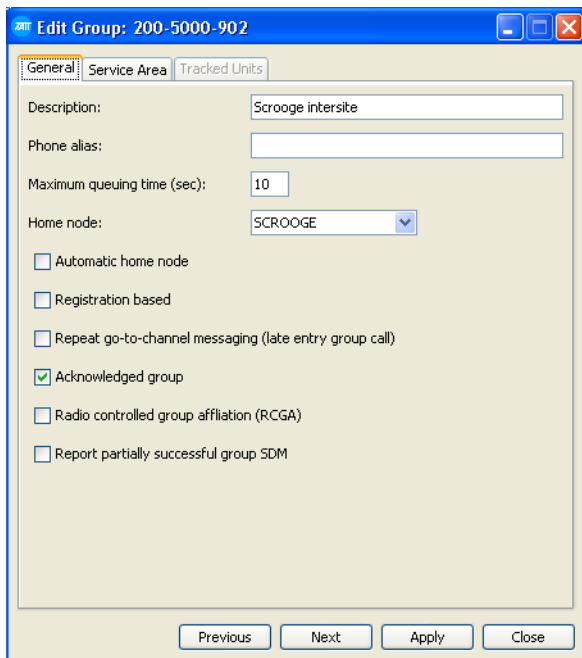 TAIT Edit Group: 200-5000-902
General Service Area Tracked Units
Description: Scrooge intersite
Phone alias:
Maximum queuing time (sec): 10
Home node: SCROOGE
Automatic home node
Registration based
Repeat go-to-channel messaging (late entry group call)
Acknowledged group
Radio controlled group affliation (RCGA)
Report partially successful group SDM
Previous Next Apply Close